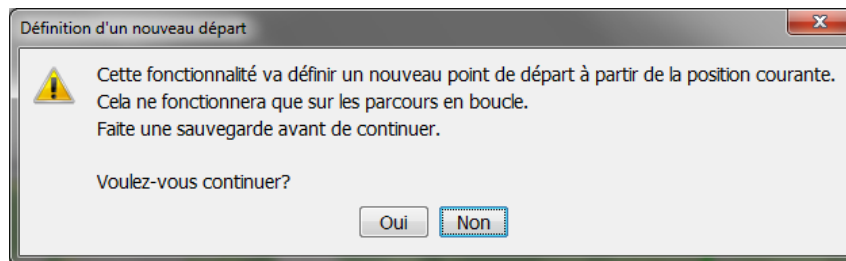 Définition d'un nouveau départ
Cette fonctionnalité va définir un nouveau point de départ à partir de la position courante.
Cela ne fonctionnera que sur les parcours en boucle.
Faite une sauvegarde avant de continuer.
Voulez-vous continuer?
Oui Non